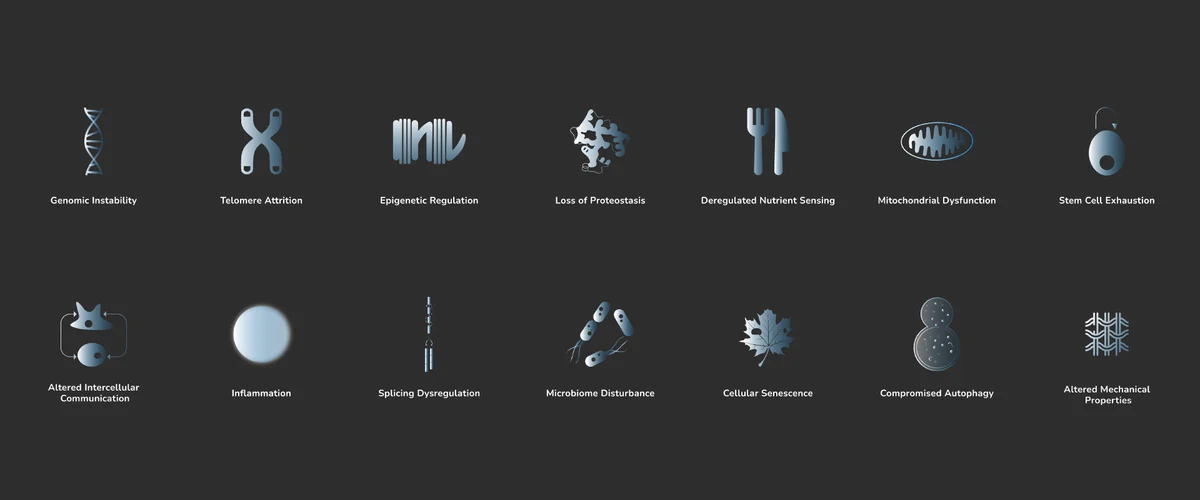 Genomic Instability
Telomere Attrition
Epigenetic Regulation
Loss of Proteostasis
Deregulated Nutrient Sensing
Mitochondrial Dysfunction
Stem Cell Exhaustion
Altered Intercellular
Communication
Inflammation
Splicing Dysregulation
Microbiome Disturbance
Cellular Senescence
Compromised Autophagy
Altered Mechanical
Properties